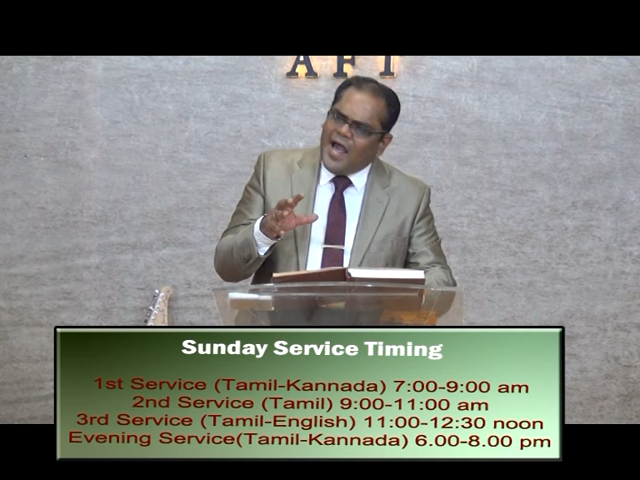 AFT
Sunday Service Timing
1st Service (Tamil-Kannada) 7:00-9:00 am
2nd Service (Tamil) 9:00-11:00 am
3rd Service (Tamil-English) 11:00-12:30 noon
Evening Service(Tamil-Kannada) 6.00-8.00 pm